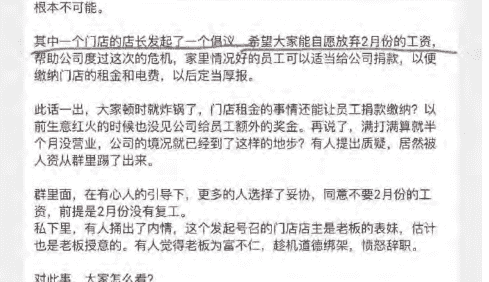 根本不可能。
其中一个门店的店长发起了一个倡议，希望大家能自愿放弃2月份的工资，
帮助公司度过这次的危机，家里情况好的员工可以适当给公司捐款，以便
缴纳门店的租金和电费，以后定当厚报。
此话一出，大家顿时就炸锅了，门店租金的事情还能让员工捐款缴纳？以
前生意红火的时候也没见公司给员工额外的奖金。再说了，满打满算就半
个月没营业，公司的境况就已经到了这样的地步？有人提出质疑，居然被
人资从群里踢了出来。
群里面，在有心人的引导下，更多的人选择了妥协，同意不要2月份的工
资，前提是2月份没有复工。
私下里，有人捅出了内情，这个发起号召的门店店主是老板的表妹，估计
也是老板授意的。有人觉得老板为富不仁，趁机道德绑架，愤怒辞职。
对此事，大家怎么看？